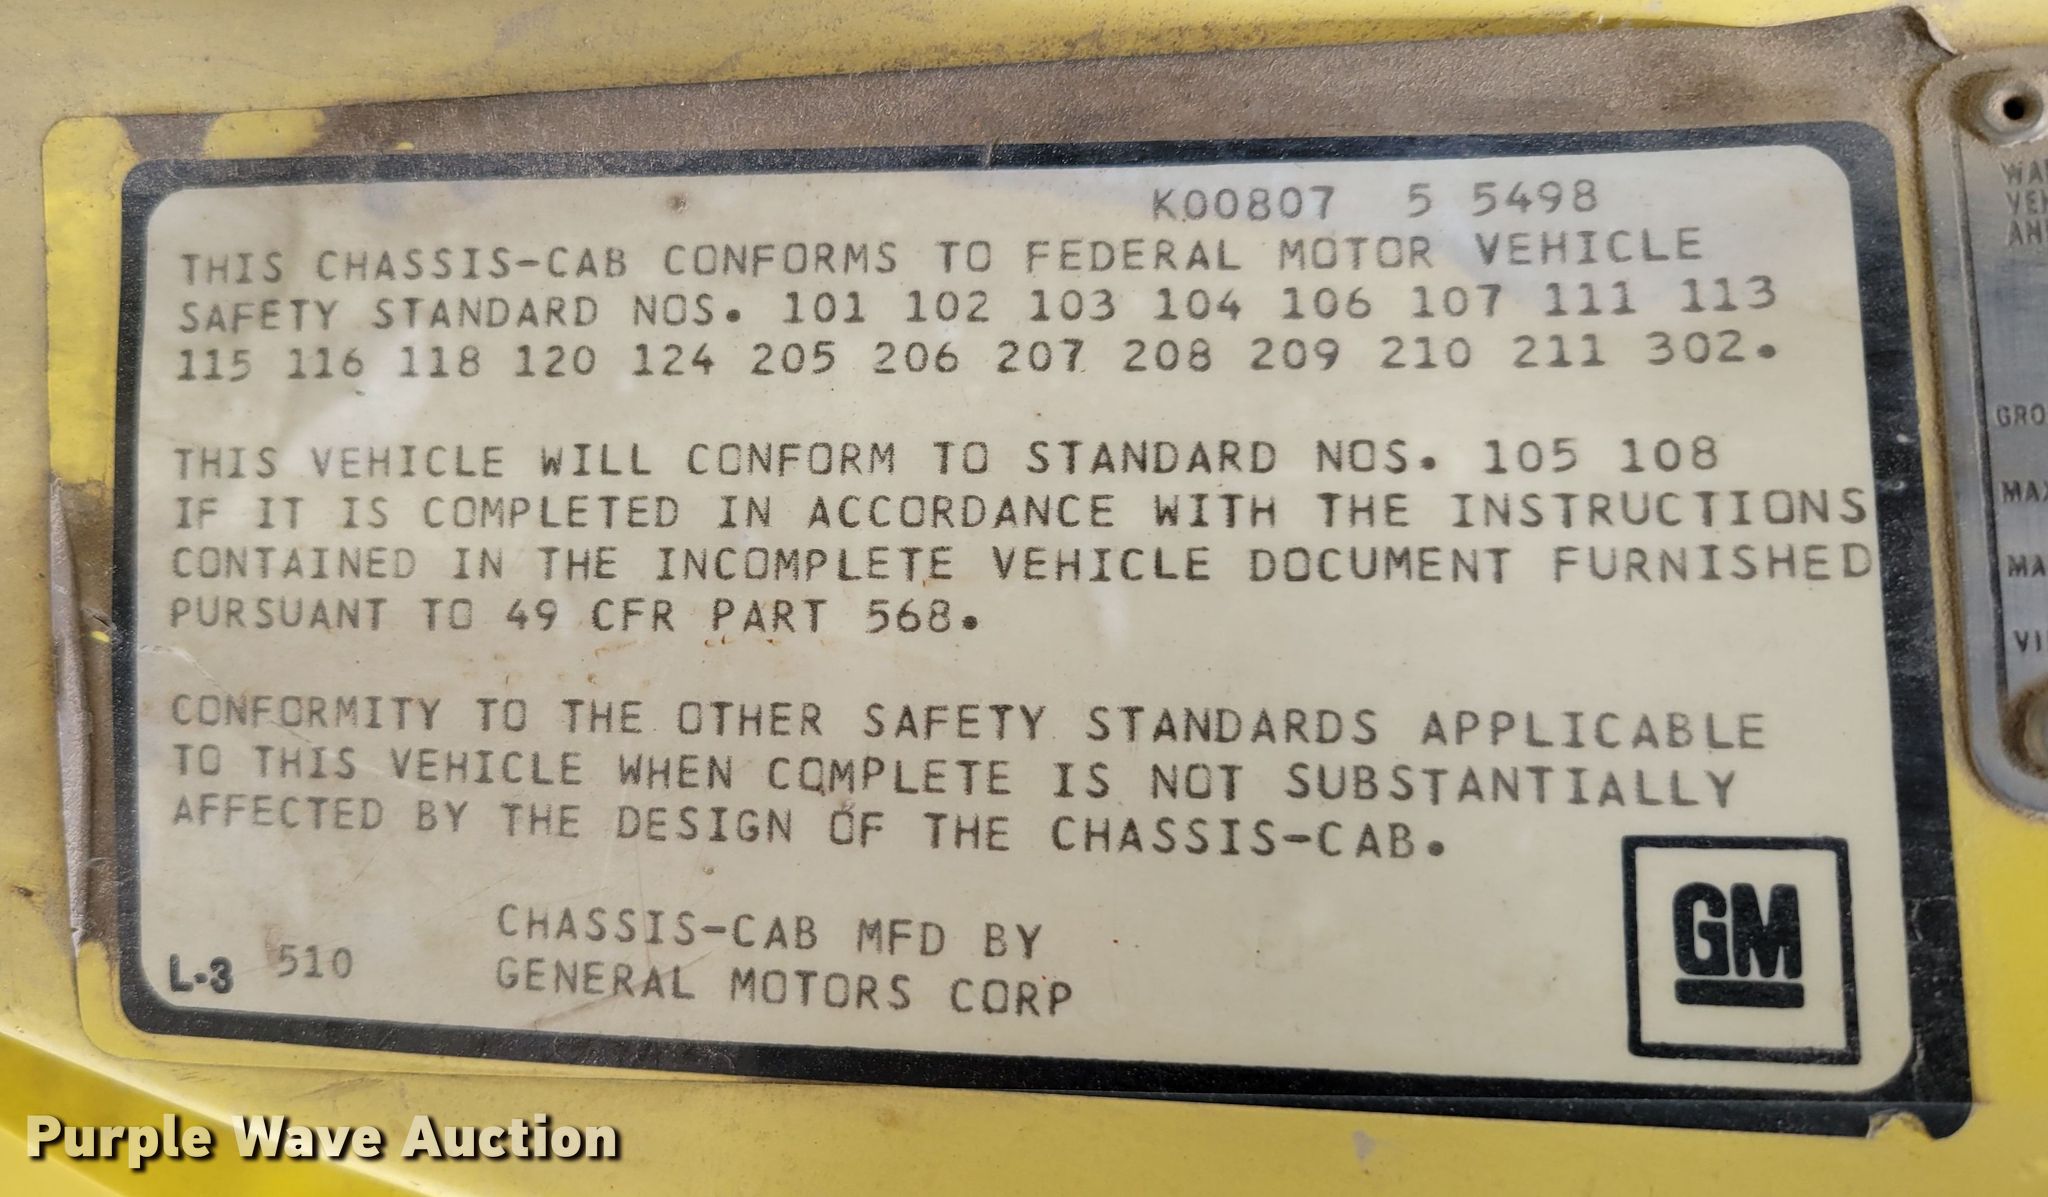 K00807 5 5498
THIS CHASSIS-CAB CONFORMS TO FEDERAL MOTOR VEHICLE
SAFETY STANDARD NOS. 101 102 103 104 106 107 111 113
115 116 118 120 124 205 206 207 208 209 210 211 302.
THIS VEHICLE WILL CONFORM TO STANDARD NOS. 105 108
IF IT IS COMPLETED IN ACCORDANCE WITH THE INSTRUCTIONS
CONTAINED IN THE INCOMPLETE VEHICLE DOCUMENT FURNISHED
PURSUANT TO 49 CFR PART 568.
CONFORMITY TO THE OTHER SAFETY STANDARDS APPLICABLE
TO THIS VEHICLE WHEN COMPLETE IS NOT SUBSTANTIALLY
AFFECTED BY THE DESIGN OF THE CHASSIS-CAB.
CHASSIS-CAB MFD BY
L-3 510 GENERAL MOTORS CORP
GM
Purple Wave Auction